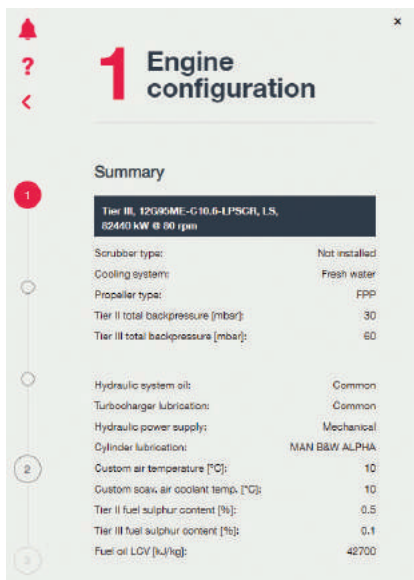 ×
?
1 Engine
configuration
Summary
1
Tier III, 12G95ME-C10.6-LPSCR, LS,
82440 kW @ 80 rpm
Scrubber type: Not installed
Cooling system: Fresh water
Propeller type: FPP
Tier II total backpressure [mbar]: 30
Tier III total backpressure [mbar]: 60
Hydraulic system oil: Common
Turbocharger lubrication: Common
Hydraulic power supply: Mechanical
Cylinder lubrication: MAN B&W ALPHA
2
Custom air temperature [°C]: 10
Custom scav. air coolant temp. [°C]: 10
Tier II fuel sulphur content [%]: 0.5
Tier III fuel sulphur content [%]: 0.1
Fuel oil LCV [kJ/kg]: 42700
3